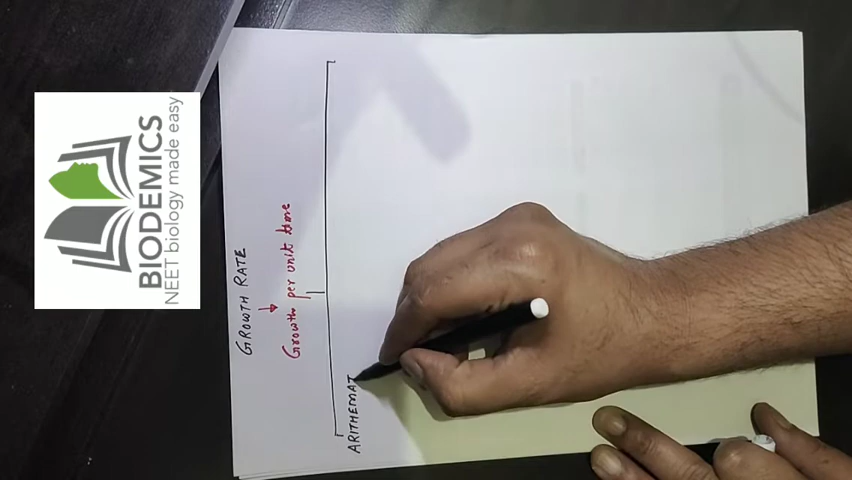 BIODEMICS
NEET biology made easy
GROWTH RATE
Growth per unit time
ARITHEMAT